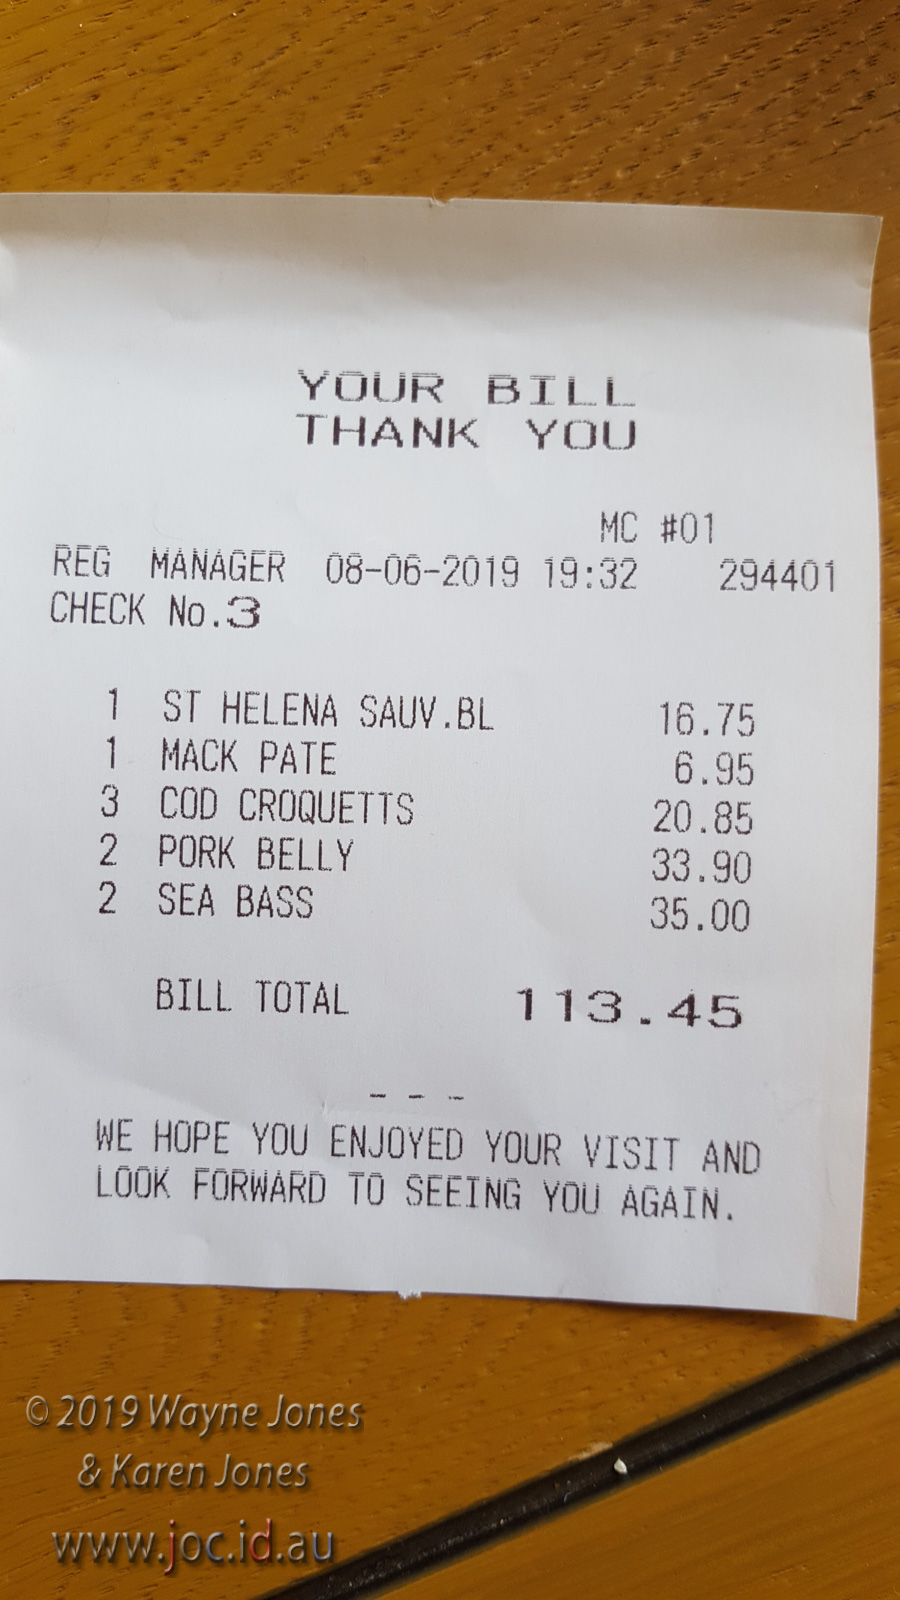 YOUR BILL
THANK YOU
MC #01
REG MANAGER 08-06-2019 19:32 294401
CHECK No.3
1 ST HELENA SAUV.BL 16.75
1 MACK PATE 6.95
3 COD CROQUETTS 20.85
2 PORK BELLY 33.90
2 SEA BASS 35.00
BILL TOTAL 113.45
- - -
WE HOPE YOU ENJOYED YOUR VISIT AND
LOOK FORWARD TO SEEING YOU AGAIN.
© 2019 Wayne Jones
& Karen Jones
www.joc.id.au